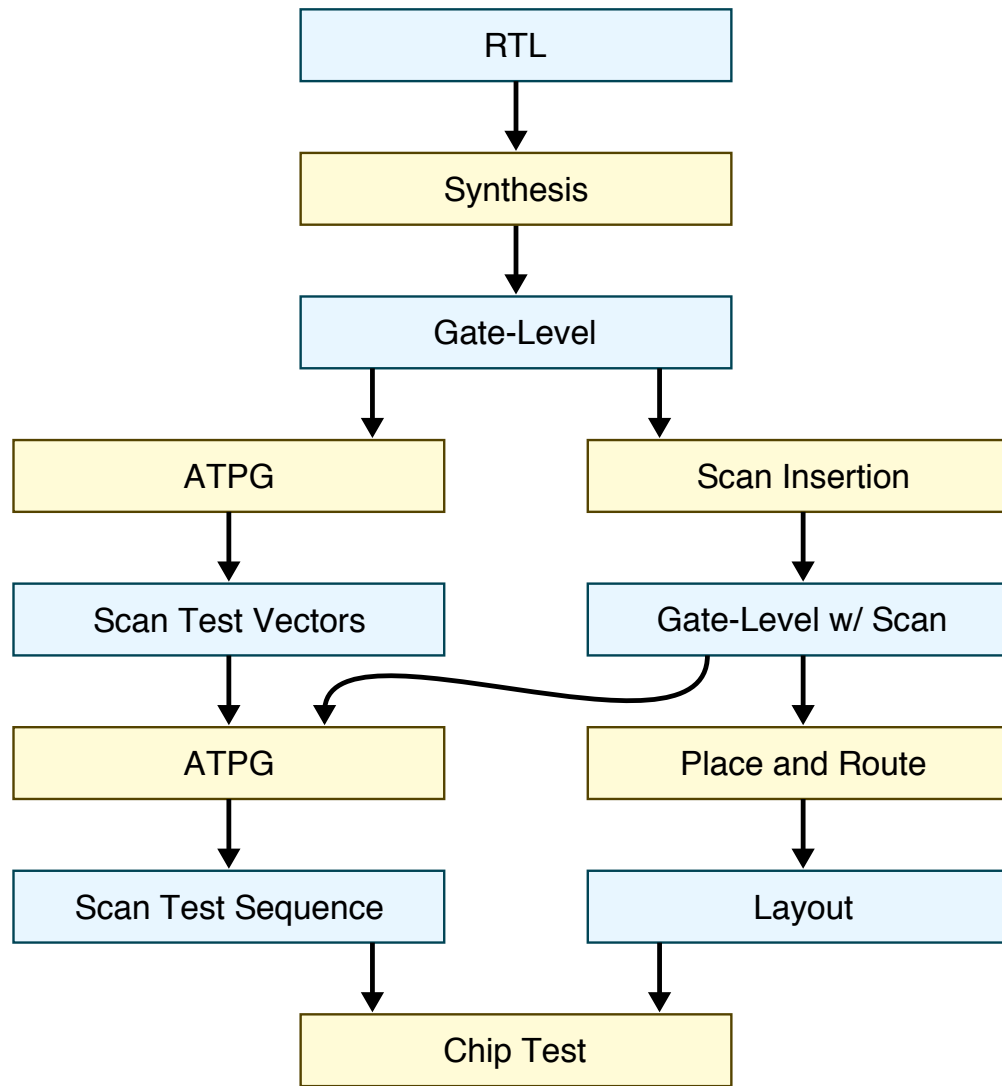 RTL
Synthesis
Gate-Level
ATPG
Scan Insertion
Scan Test Vectors
Gate-Level w/ Scan
ATPG
Place and Route
Scan Test Sequence
Layout
Chip Test